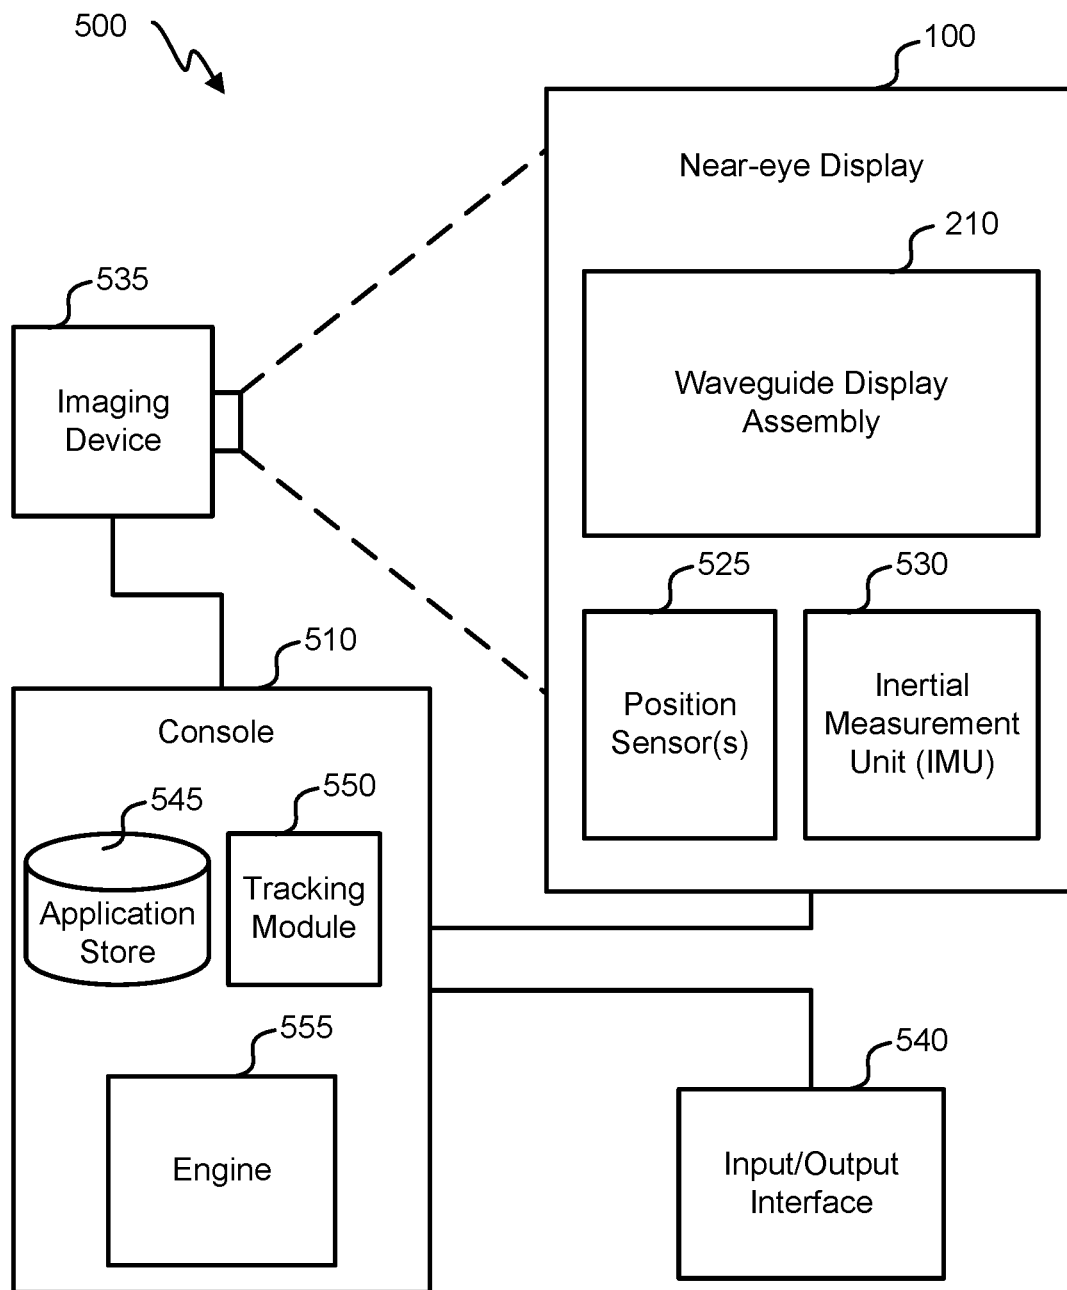 500
100
Near-eye Display
210
Waveguide Display
Assembly
535
Imaging
Device
525
530
Position
Sensor(s)
Inertial
Measurement
Unit (IMU)
510
Console
545
550
Application
Store
Tracking
Module
555
Engine
540
Input/Output
Interface